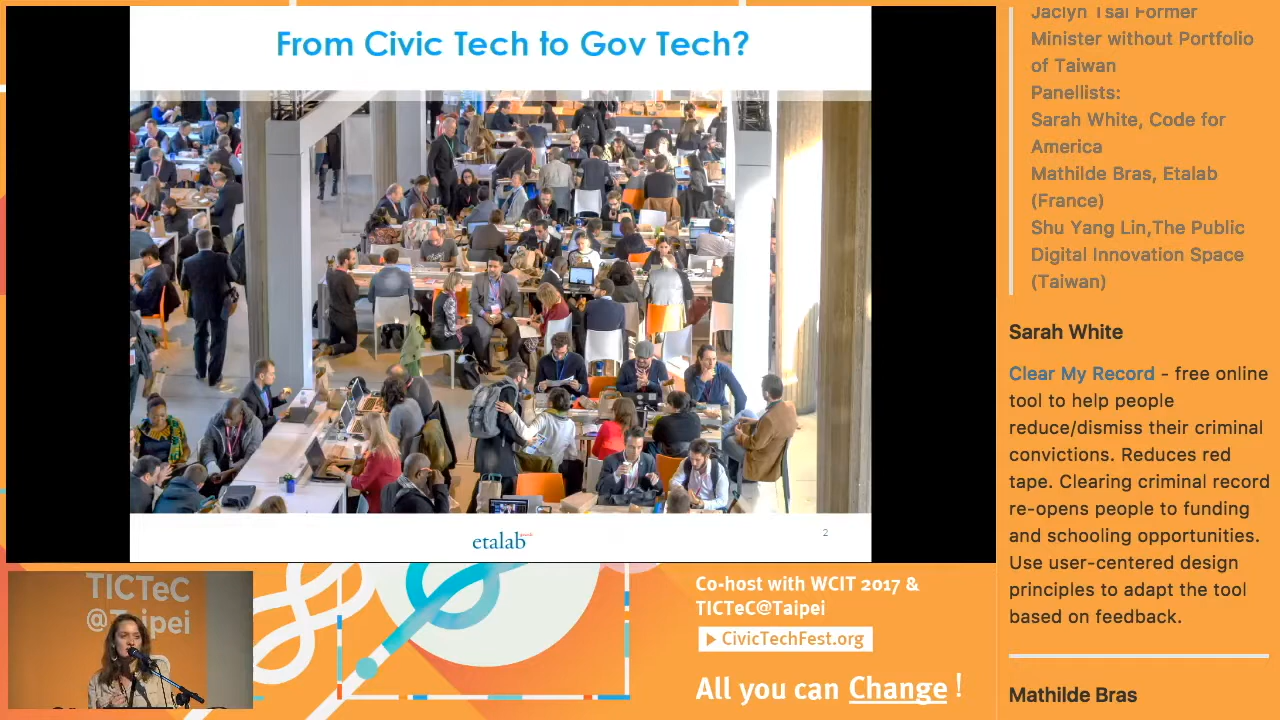 From Civic Tech to Gov Tech?
etalab
2
TICTeC
@Taipei
Co-host with WCIT 2017 &
TICTeC@Taipei
CivicTechFest.org
All you can Change !
Jaclyn Tsai Former
Minister without Portfolio
of Taiwan
Panellists:
Sarah White, Code for
America
Mathilde Bras, Etalab
(France)
Shu Yang Lin,The Public
Digital Innovation Space
(Taiwan)
Sarah White
Clear My Record - free online
tool to help people
reduce/dismiss their criminal
convictions. Reduces red
tape. Clearing criminal record
re-opens people to funding
and schooling opportunities.
Use user-centered design
principles to adapt the tool
based on feedback.
Mathilde Bras